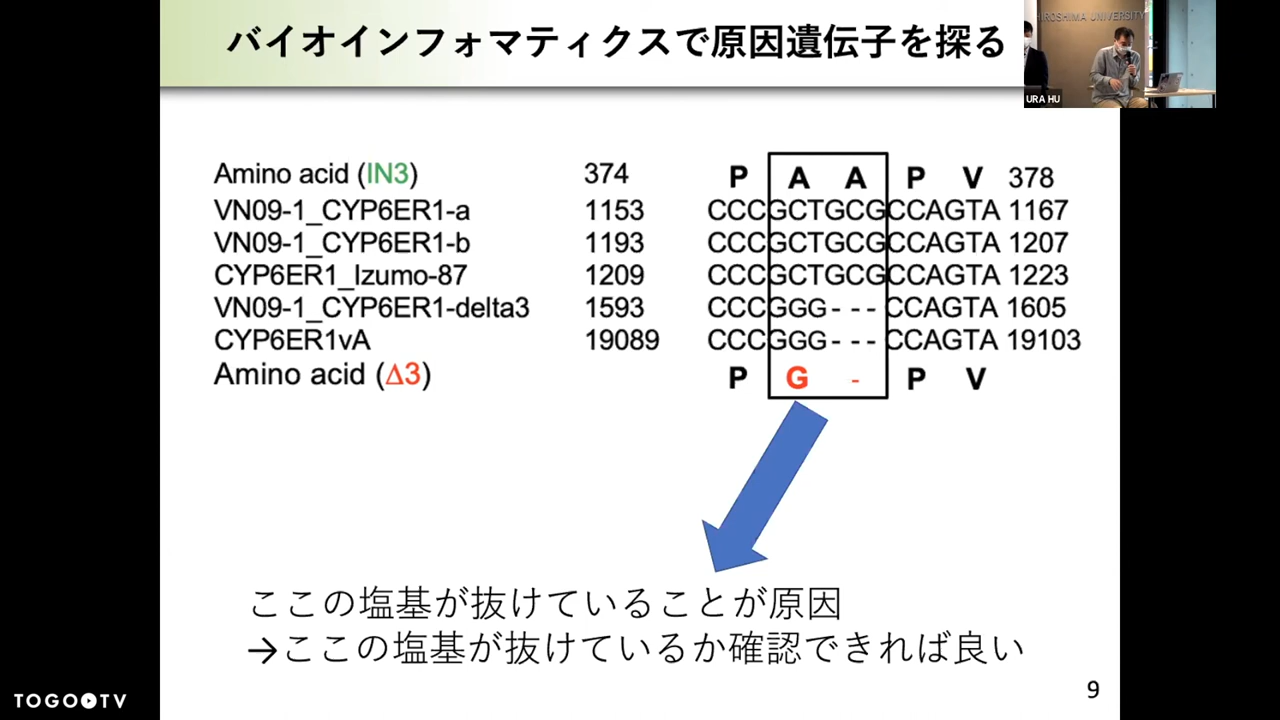 バイオインフォマティクスで原因遺伝子を探る
HIROSHIMA UNIVERSITY
URA HU
Amino acid (IN3) 374 P A A P V 378
VN09-1_CYP6ER1-a 1153 CCCGCTGCGCCAGTA 1167
VN09-1_CYP6ER1-b 1193 CCCGCTGCGCCAGTA 1207
CYP6ER1_Izumo-87 1209 CCCGCTGCGCCAGTA 1223
VN09-1_CYP6ER1-delta3 1593 CCCGGG---CCAGTA 1605
CYP6ER1vA 19089 CCCGGG---CCAGTA 19103
Amino acid (Δ3) P G - P V
ここの塩基が抜けていることが原因
→ここの塩基が抜けているか確認できれば良い
9
TOGOTV